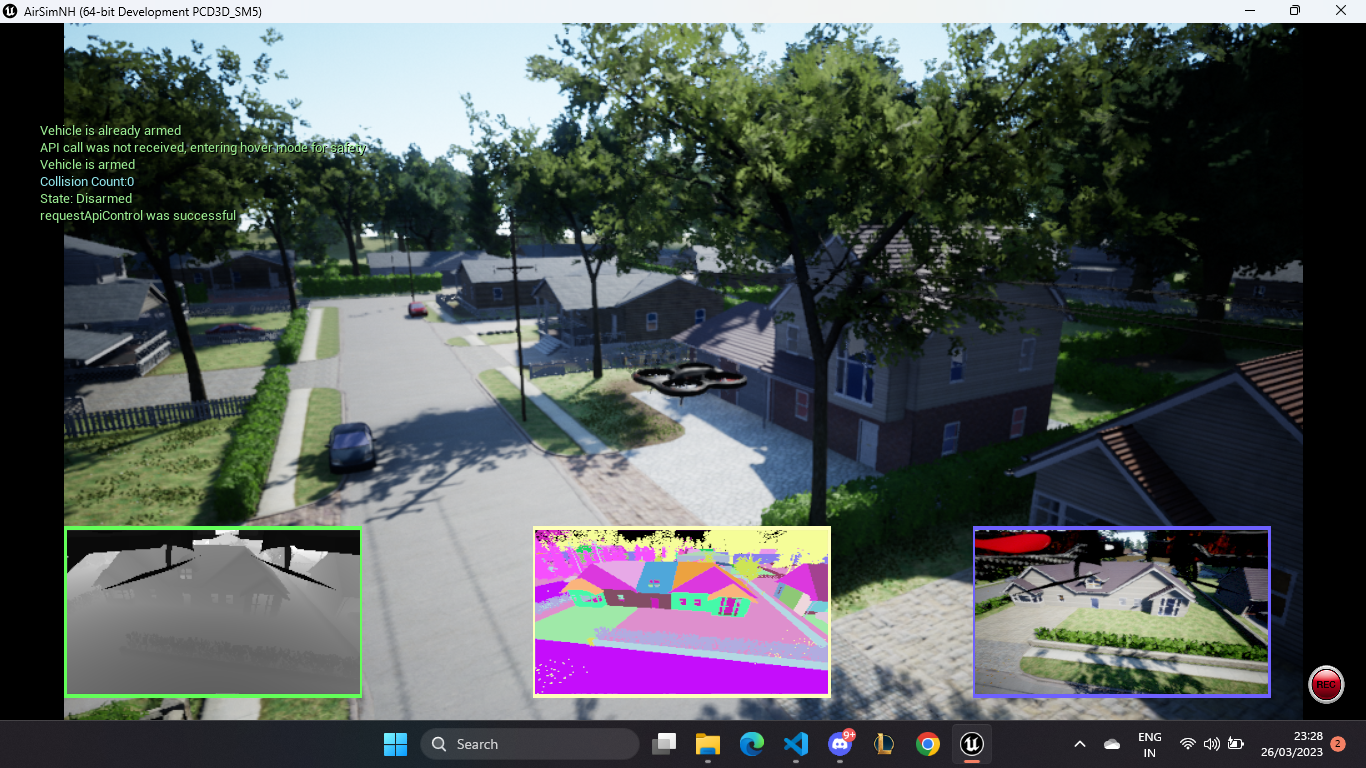 AirSimNH (64-bit Development PCD3D_SM5)
Vehicle is already armed
API call was not received, entering hover mode for safety
Vehicle is armed
Collision Count:0
State: Disarmed
requestApiControl was successful
REC
Search
9+
ENG
IN
23:28
26/03/2023
2